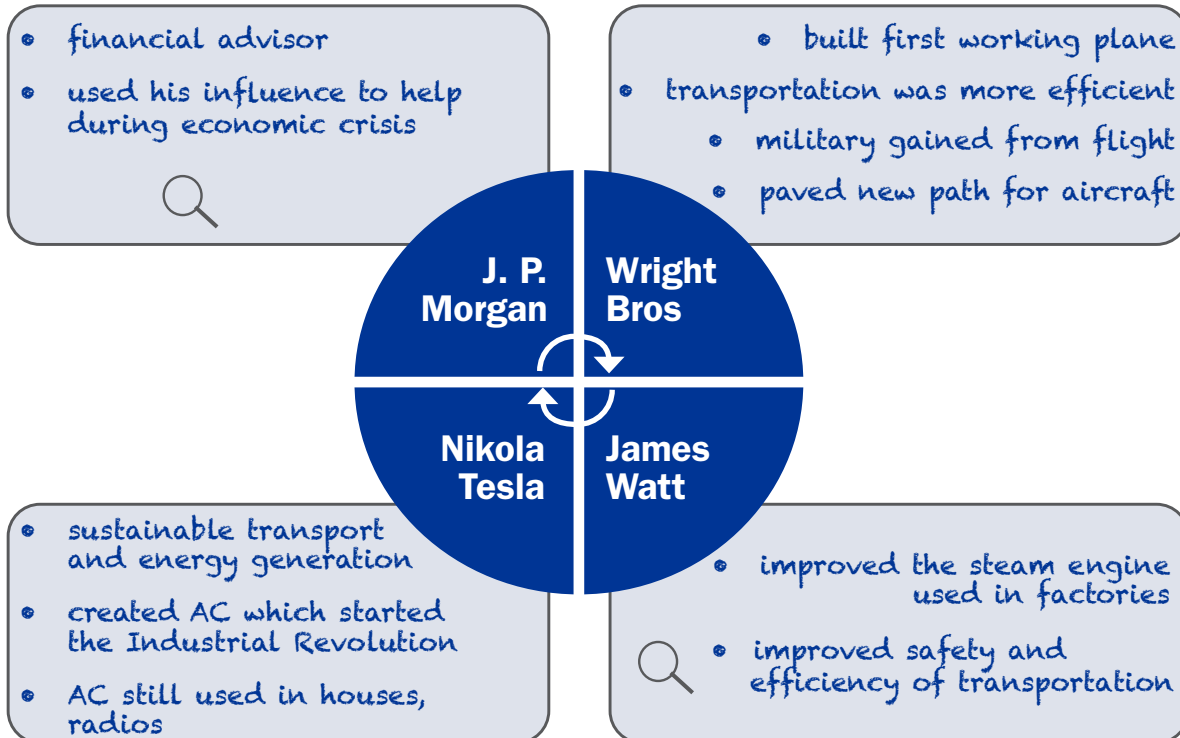 • financial advisor
• used his influence to help
during economic crisis
• built first working plane
• transportation was more efficient
• military gained from flight
• paved new path for aircraft
J. P.
Morgan
Wright
Bros
Nikola
Tesla
James
Watt
• sustainable transport
and energy generation
• created AC which started
the Industrial Revolution
• AC still used in houses,
radios
• improved the steam engine
used in factories
• improved safety and
efficiency of transportation